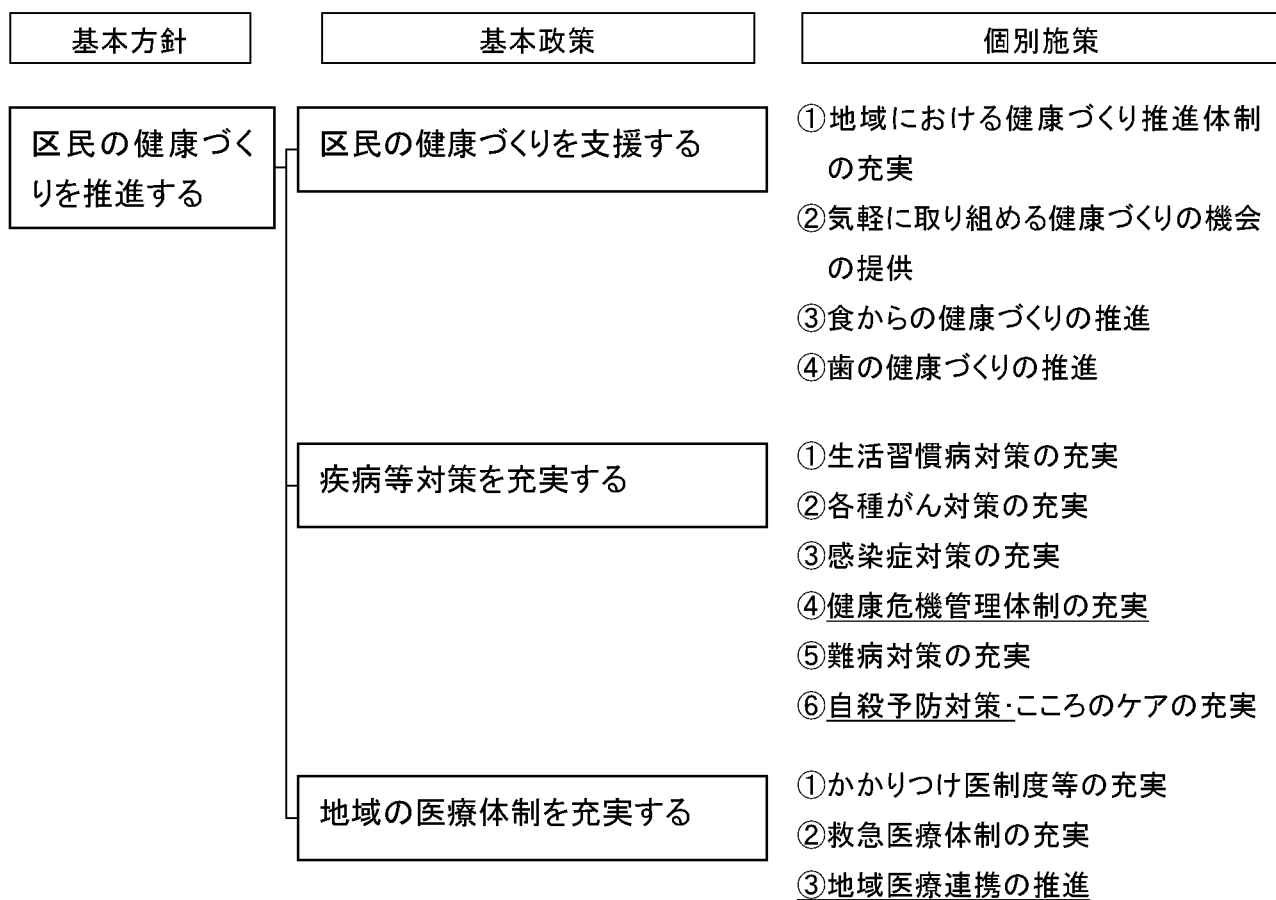 基本方針
基本政策
個別施策
区民の健康づく
りを推進する
区民の健康づくりを支援する
①地域における健康づくり推進体制
の充実
②気軽に取り組める健康づくりの機会
の提供
③食からの健康づくりの推進
④歯の健康づくりの推進
疾病等対策を充実する
①生活習慣病対策の充実
②各種がん対策の充実
③感染症対策の充実
④健康危機管理体制の充実
⑤難病対策の充実
⑥自殺予防対策・こころのケアの充実
地域の医療体制を充実する
①かかりつけ医制度等の充実
②救急医療体制の充実
③地域医療連携の推進